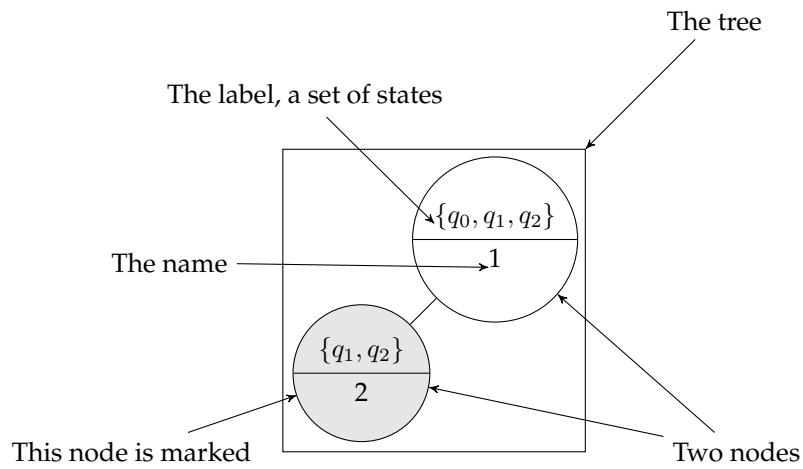 The tree
The label, a set of states
{q₀, q₁, q₂}
The name
1
{q₁, q₂}
2
This node is marked
Two nodes